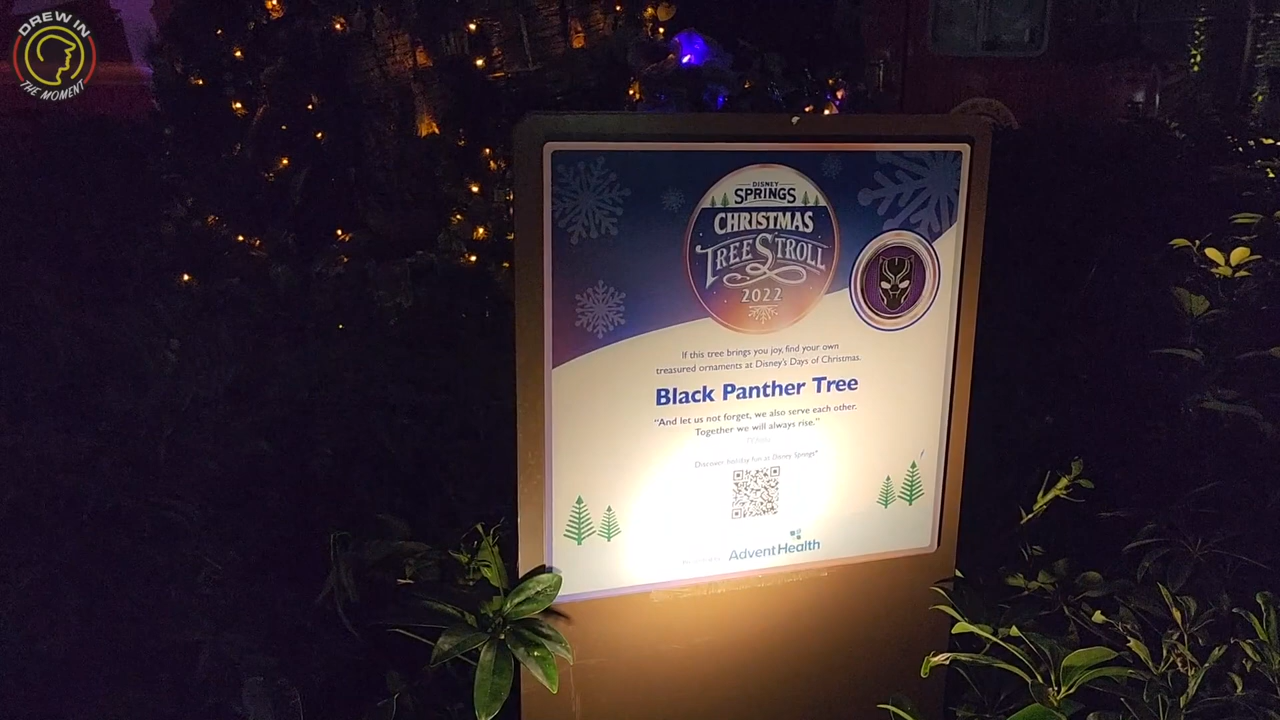 DREW IN
THE MOMENT
DISNEY
SPRINGS
CHRISTMAS
TREE STROLL
2022
If this tree brings you joy, find your own
treasured ornaments at Disney's Days of Christmas.
Black Panther Tree
"And let us not forget, we also serve each other.
Together we will always rise."
Discover holiday fun at Disney Springs®
AdventHealth